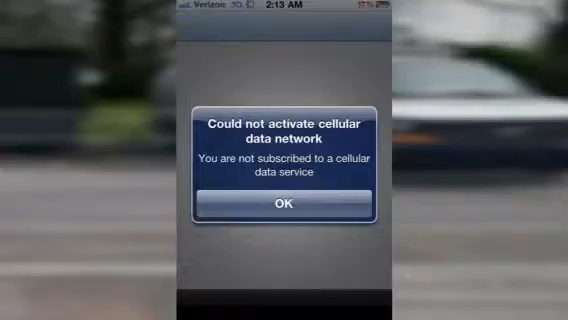 Verizon 3G 2:13 AM
Could not activate cellular
data network
You are not subscribed to a cellular
data service
OK